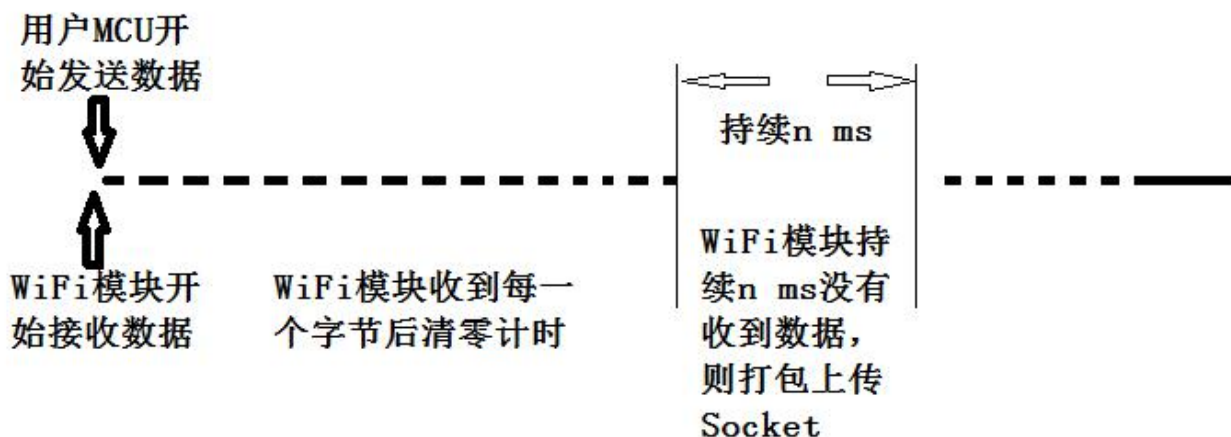 用户MCU开
始发送数据
持续n ms
WiFi模块开
始接收数据
WiFi模块收到每一
个字节后清零计时
WiFi模块持
续n ms没有
收到数据，
则打包上传
Socket